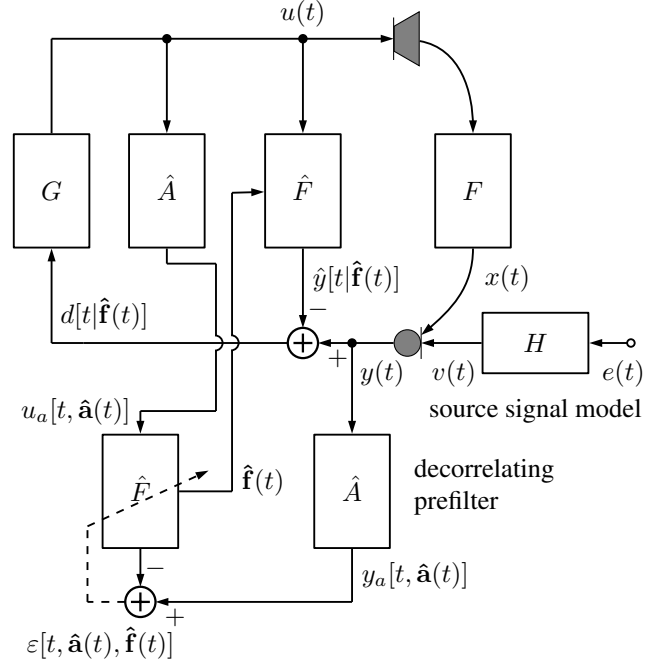 u(t)
G
Â
F̂
F
ŷ[t|f̂(t)]
x(t)
d[t|f̂(t)]
−
+
+
y(t)
v(t)
H
e(t)
source signal model
u_a[t, â(t)]
F̂
f̂(t)
Â
decorrelating
prefilter
−
y_a[t, â(t)]
+
+
ε[t, â(t), f̂(t)]